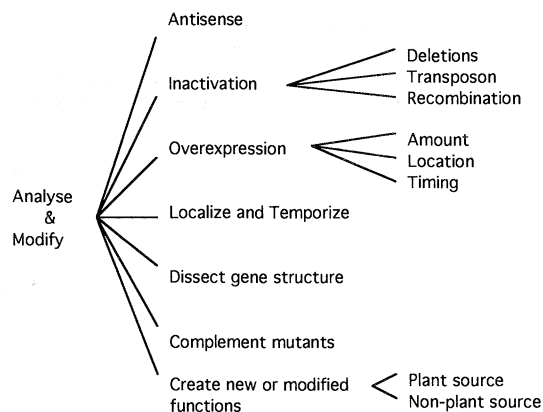 Antisense
Inactivation
Deletions
Transposon
Recombination
Overexpression
Amount
Location
Timing
Analyse
&
Modify
Localize and Temporize
Dissect gene structure
Complement mutants
Create new or modified
functions
Plant source
Non-plant source